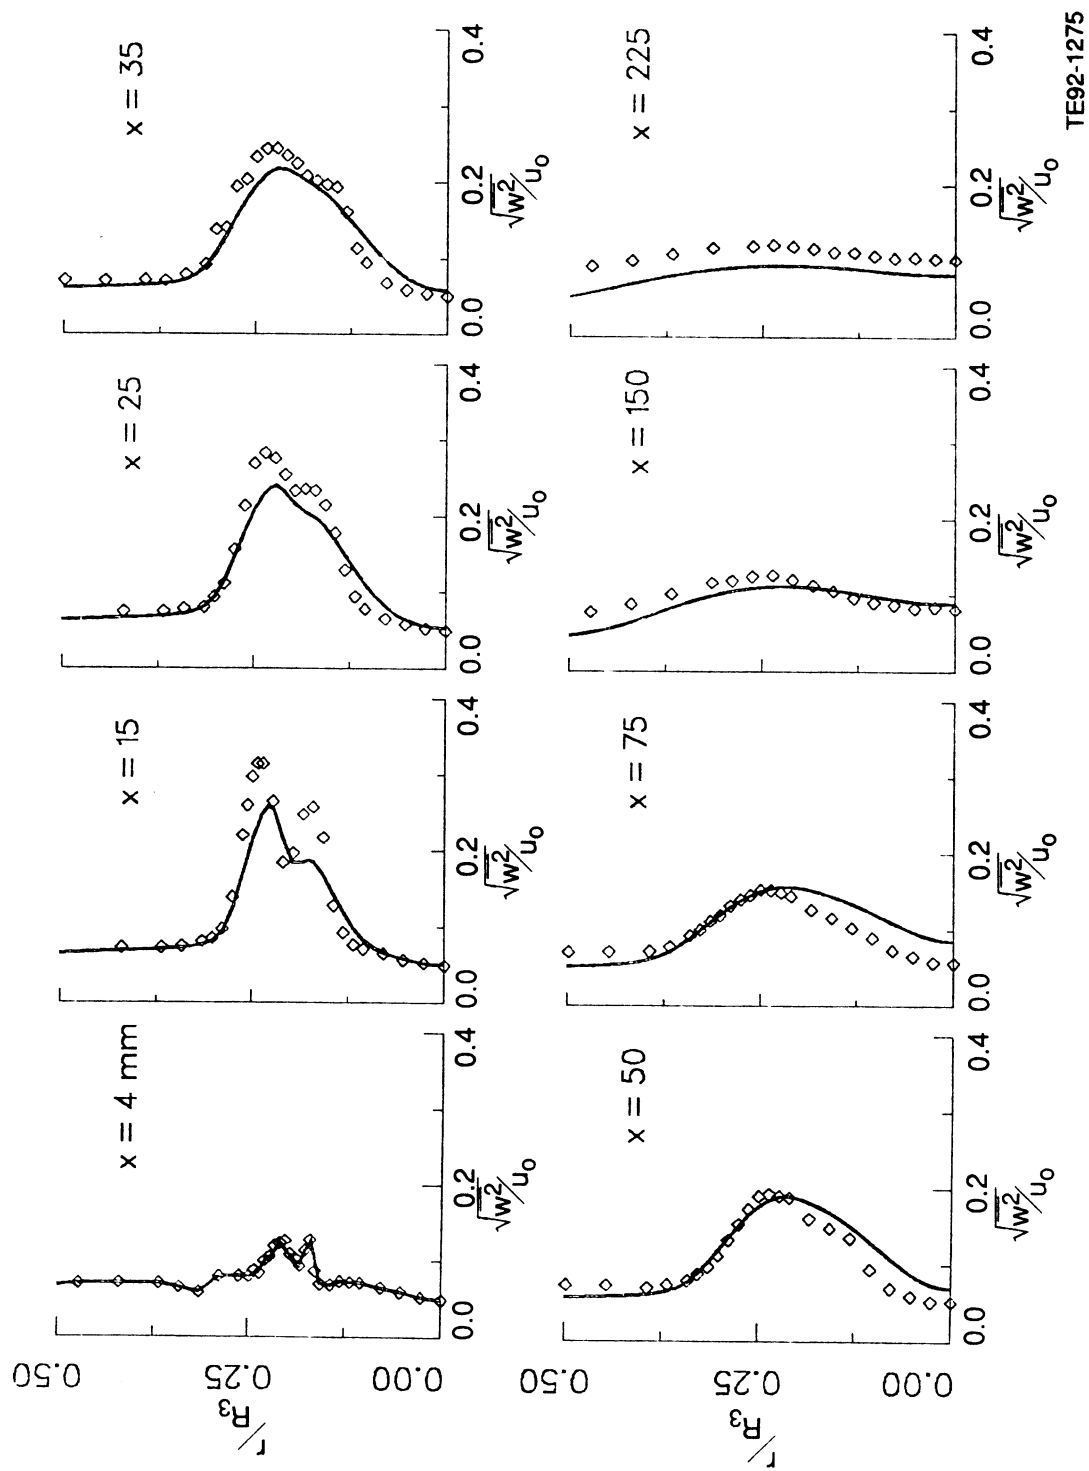 x = 4 mm
x = 15
x = 25
x = 35
0.50
0.25
0.00
r/R3
0.0
0.2
0.4
√w²/u₀
0.0
0.2
0.4
√w²/u₀
0.0
0.2
0.4
√w²/u₀
0.0
0.2
0.4
√w²/u₀
x = 50
x = 75
x = 150
x = 225
0.50
0.25
0.00
r/R3
0.0
0.2
0.4
√w²/u₀
0.0
0.2
0.4
√w²/u₀
0.0
0.2
0.4
√w²/u₀
0.0
0.2
0.4
√w²/u₀
TE92-1275